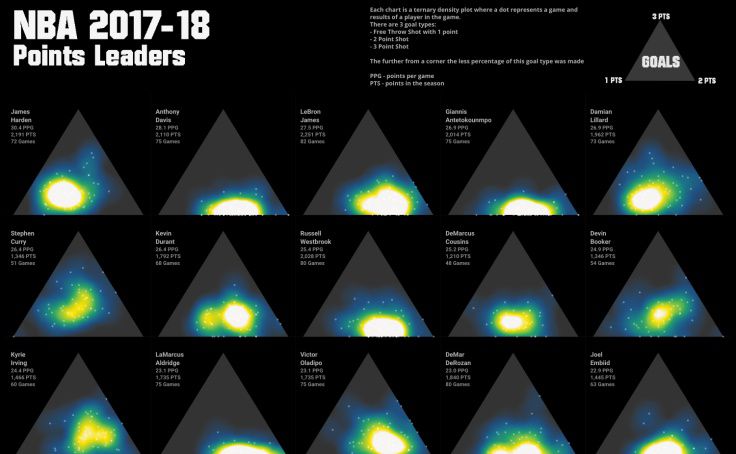 NBA 2017-18
Points Leaders
Each chart is a ternary density plot where a dot represents a game and
results of a player in the game.
There are 3 goal types:
- Free Throw Shot with 1 point
- 2 Point Shot
- 3 Point Shot
The further from a corner the less percentage of this goal type was made
PPG - points per game
PTS - points in the season
3 PTS
GOALS
1 PTS
2 PTS
James
Harden
30.4 PPG
2,191 PTS
72 Games
Anthony
Davis
28.1 PPG
2,110 PTS
75 Games
LeBron
James
27.5 PPG
2,251 PTS
82 Games
Giannis
Antetokounmpo
26.9 PPG
2,014 PTS
75 Games
Damian
Lillard
26.9 PPG
1,962 PTS
73 Games
Stephen
Curry
26.4 PPG
1,346 PTS
51 Games
Kevin
Durant
26.4 PPG
1,792 PTS
68 Games
Russell
Westbrook
25.4 PPG
2,028 PTS
80 Games
DeMarcus
Cousins
25.2 PPG
1,210 PTS
48 Games
Devin
Booker
24.9 PPG
1,346 PTS
54 Games
Kyrie
Irving
24.4 PPG
1,466 PTS
60 Games
LaMarcus
Aldridge
23.1 PPG
1,735 PTS
75 Games
Victor
Oladipo
23.1 PPG
1,735 PTS
75 Games
DeMar
DeRozan
23.0 PPG
1,840 PTS
80 Games
Joel
Embiid
22.9 PPG
1,445 PTS
63 Games